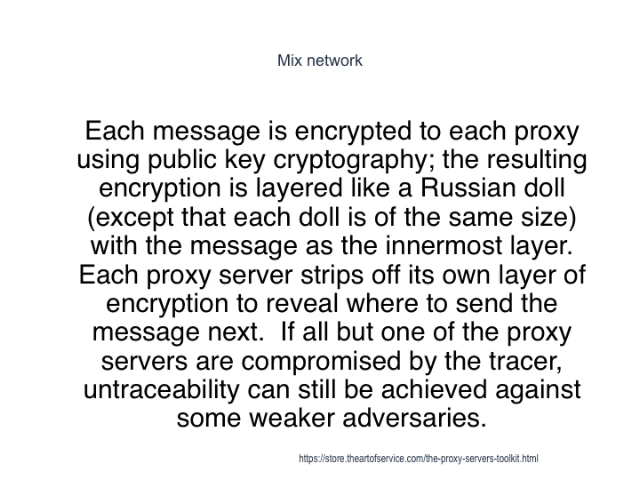 Mix network
Each message is encrypted to each proxy
using public key cryptography; the resulting
encryption is layered like a Russian doll
(except that each doll is of the same size)
with the message as the innermost layer.
Each proxy server strips off its own layer of
encryption to reveal where to send the
message next.  If all but one of the proxy
servers are compromised by the tracer,
untraceability can still be achieved against
some weaker adversaries.
https://store.theartofservice.com/the-proxy-servers-toolkit.html